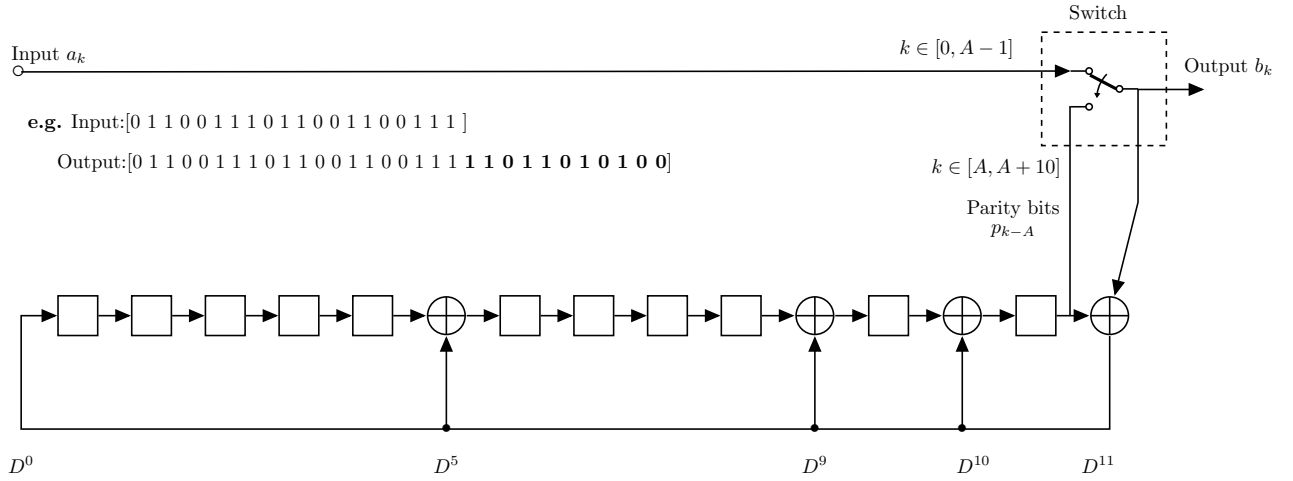 Switch
Input a_k
k ∈ [0, A − 1]
Output b_k
e.g. Input:[0 1 1 0 0 1 1 1 0 1 1 0 0 1 1 0 0 1 1 1 ]
Output:[0 1 1 0 0 1 1 1 0 1 1 0 0 1 1 0 0 1 1 1 1 1 0 1 1 0 1 0 1 0 0]
k ∈ [A, A + 10]
Parity bits
p_{k−A}
D^0 D^5 D^9 D^10 D^11